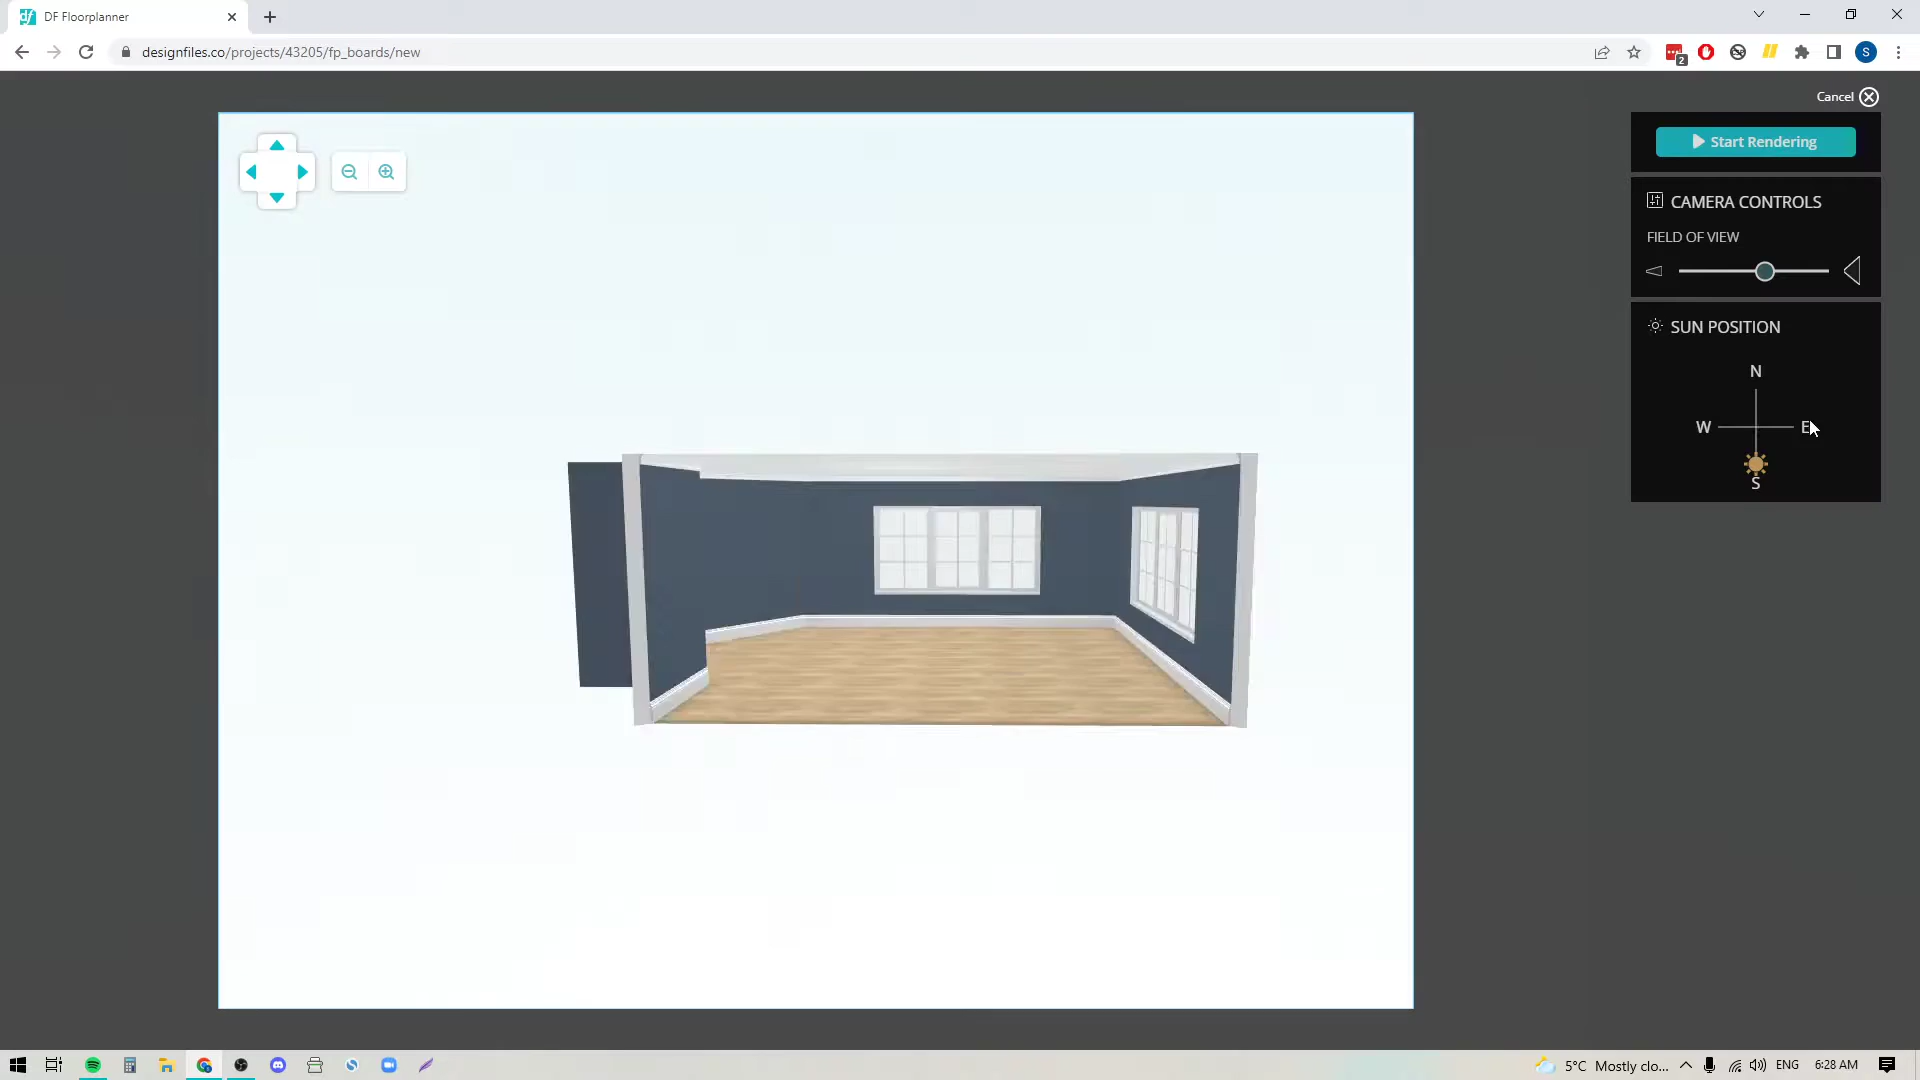 DF Floorplanner
designfiles.co/projects/43205/fp_boards/new
2
S
Cancel
Start Rendering
CAMERA CONTROLS
FIELD OF VIEW
SUN POSITION
N
W E
S
5°C Mostly clo... ENG 6:28 AM